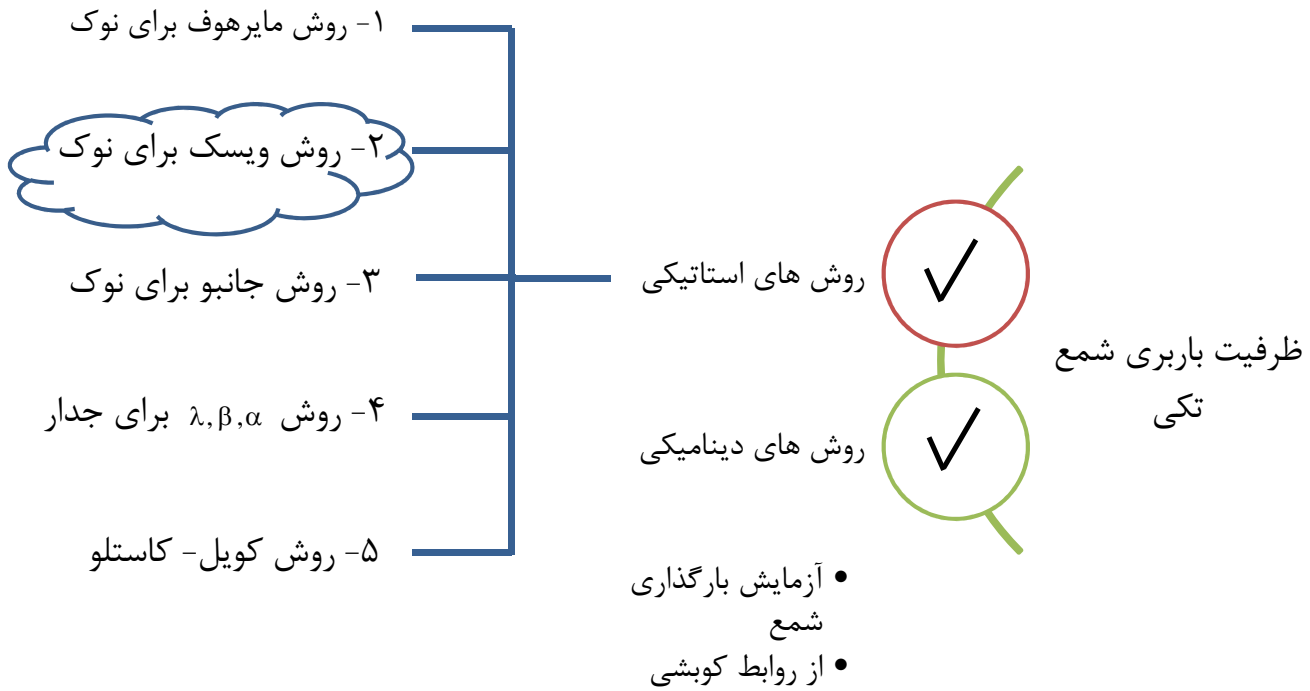 ظرفیت باربری شمع
تکی
روش های استاتیکی
۱- روش مایرهوف برای نوک
۲- روش ویسک برای نوک
۳- روش جانبو برای نوک
۴- روش λ,β,α برای جدار
۵- روش کویل- کاستلو
روش های دینامیکی
• آزمایش بارگذاری
شمع
• از روابط کوبشی